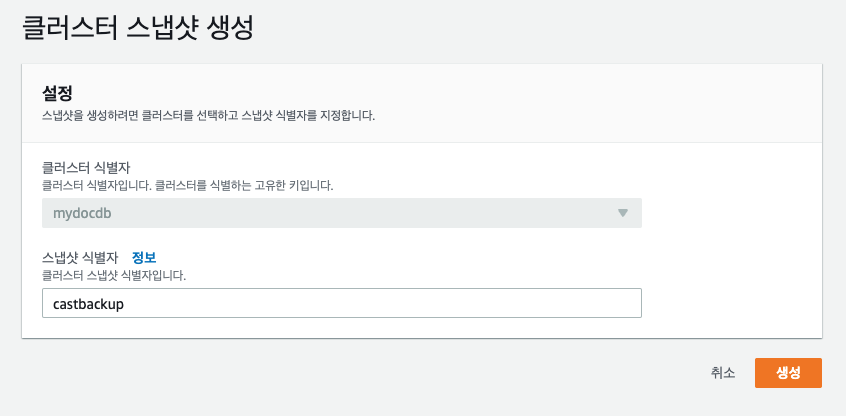 클러스터 스냅샷 생성
설정
스냅샷을 생성하려면 클러스터를 선택하고 스냅샷 식별자를 지정합니다.
클러스터 식별자
클러스터 식별자입니다. 클러스터를 식별하는 고유한 키입니다.
mydocdb
스냅샷 식별자 정보
클러스터 스냅샷 식별자입니다.
castbackup
취소 생성